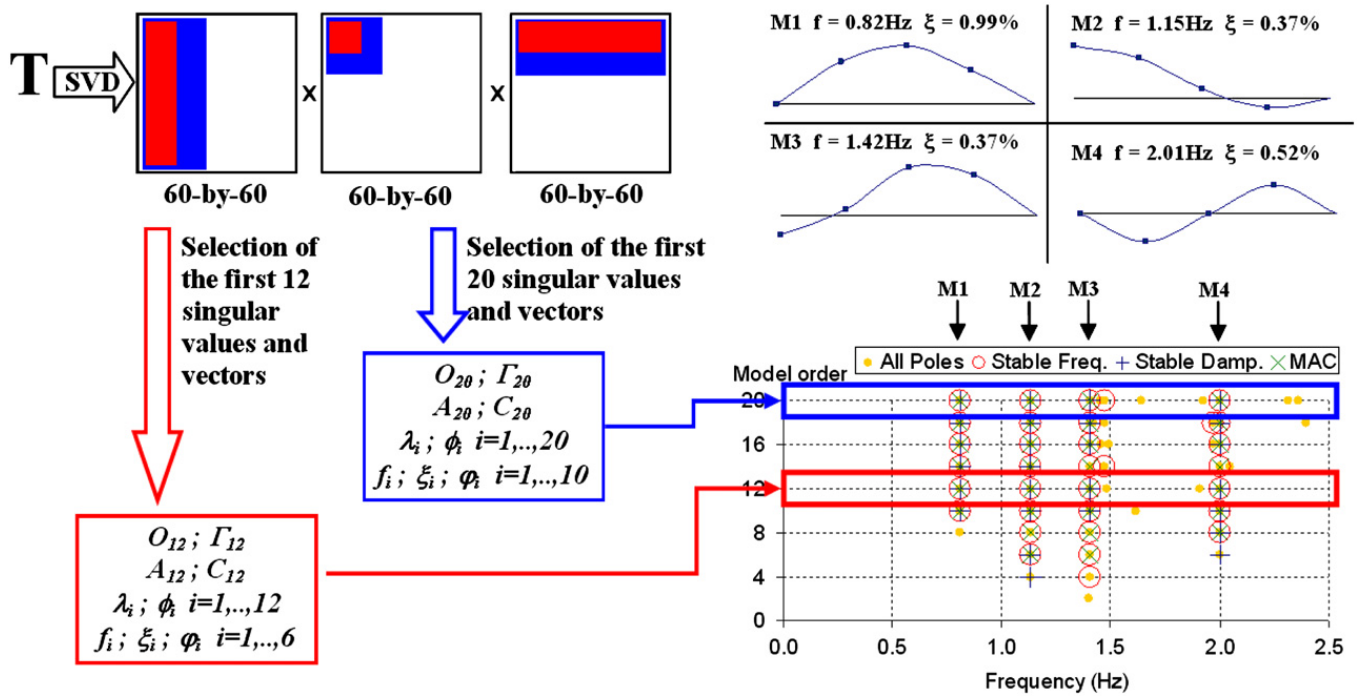 T
SVD
x
x
60-by-60
60-by-60
60-by-60
Selection of
the first 12
singular
values and
vectors
Selection of the first
20 singular values
and vectors
O₂₀ ; Γ₂₀
A₂₀ ; C₂₀
λᵢ ; ϕᵢ i=1,..,20
fᵢ ; ξᵢ ; φᵢ i=1,..,10
O₁₂ ; Γ₁₂
A₁₂ ; C₁₂
λᵢ ; ϕᵢ i=1,..,12
fᵢ ; ξᵢ ; φᵢ i=1,..,6
M1 f = 0.82Hz ξ = 0.99%
M2 f = 1.15Hz ξ = 0.37%
M3 f = 1.42Hz ξ = 0.37%
M4 f = 2.01Hz ξ = 0.52%
M1 M2 M3 M4
All Poles Stable Freq. Stable Damp. MAC
Model order
20
16
12
8
4
0
0.0 0.5 1.0 1.5 2.0 2.5
Frequency (Hz)